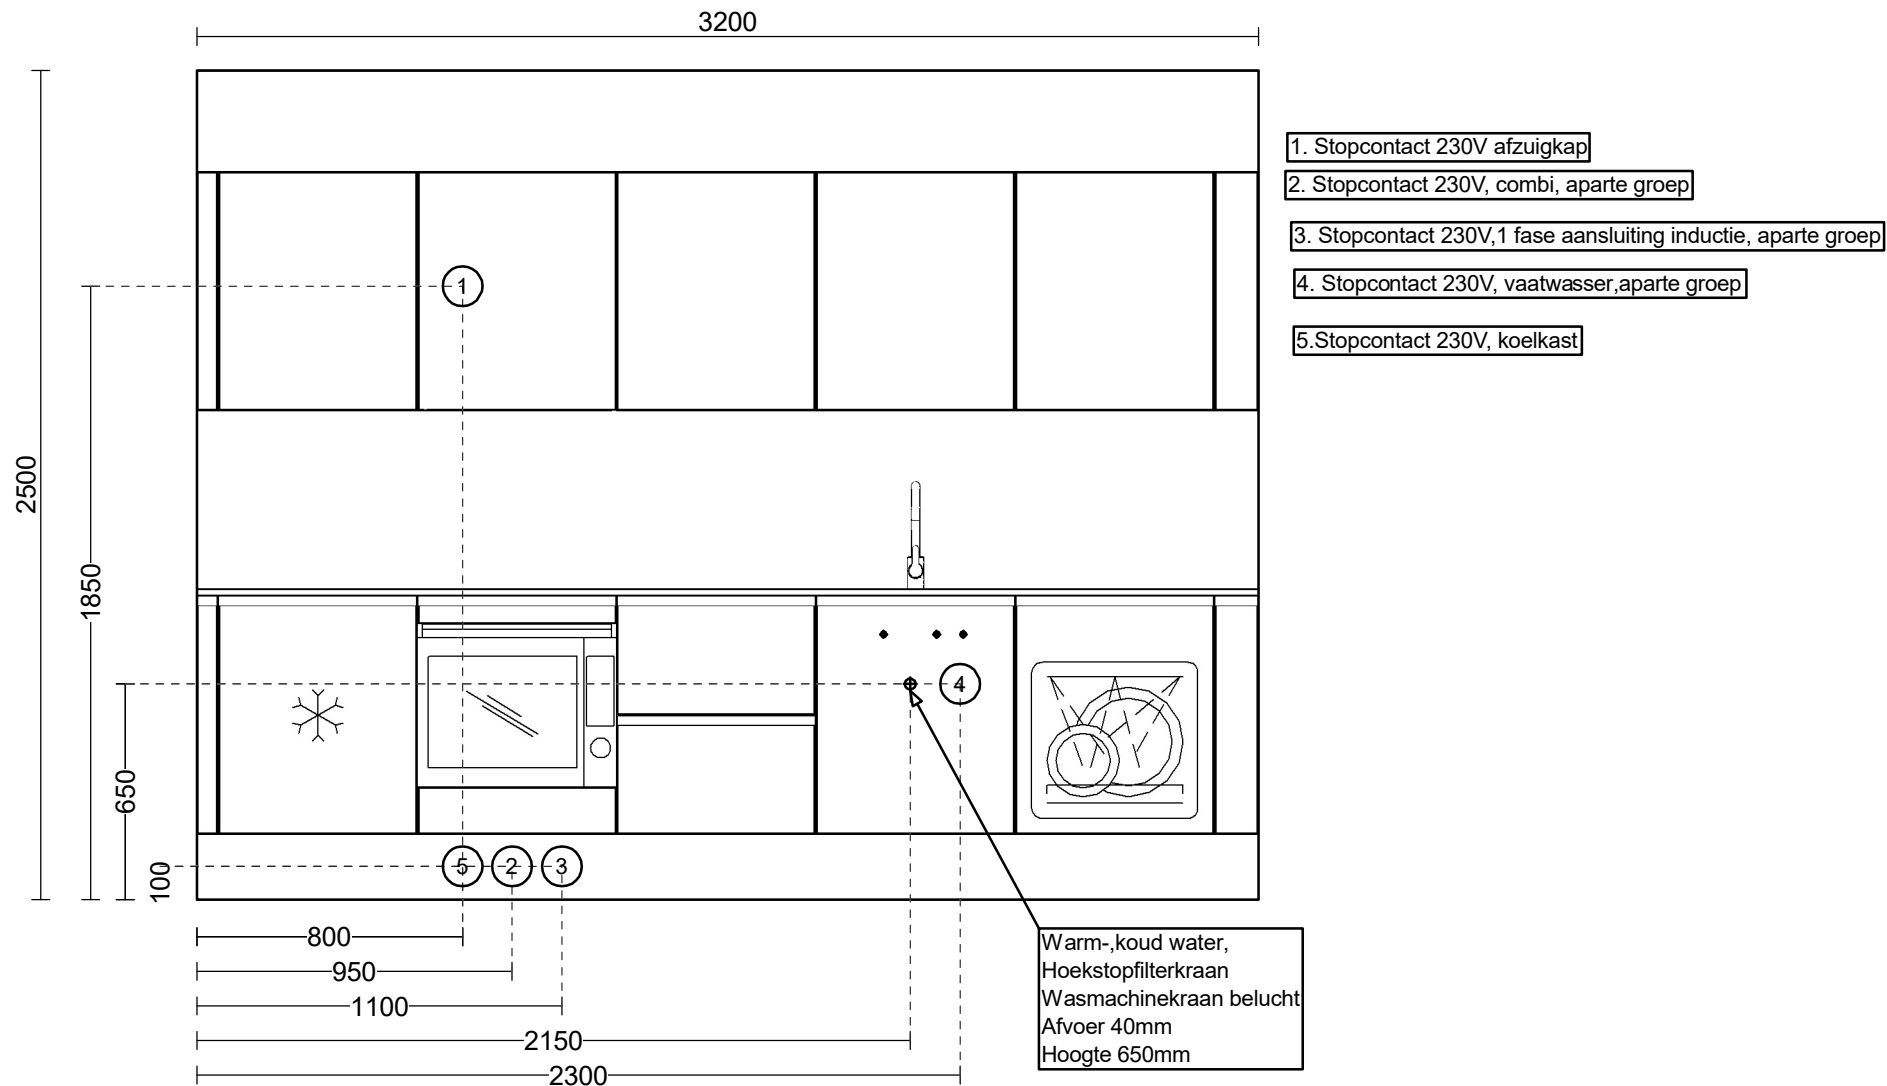 3200
1. Stopcontact 230V afzuigkap
2. Stopcontact 230V, combi, aparte groep
3. Stopcontact 230V,1 fase aansluiting inductie, aparte groep
4. Stopcontact 230V, vaatwasser,aparte groep
5.Stopcontact 230V, koelkast
1
2500
1850
650
100
4
5 2 3
800
950
1100
2150
2300
Warm-,koud water,
Hoekstopfilterkraan
Wasmachinekraan belucht
Afvoer 40mm
Hoogte 650mm